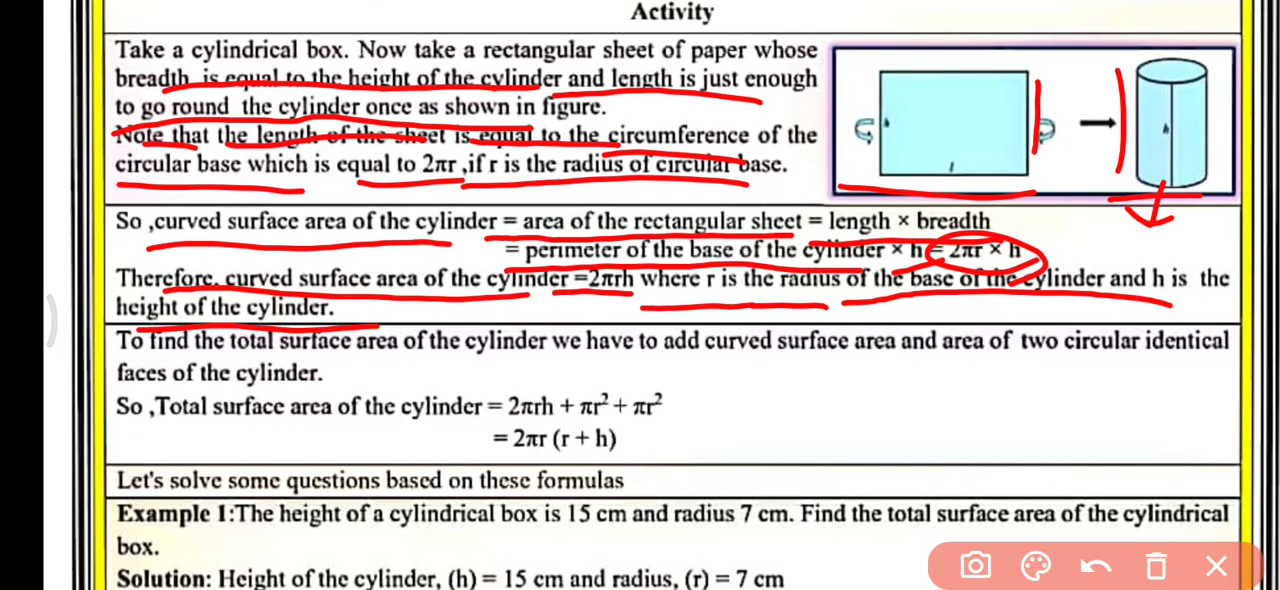 Activity
Take a cylindrical box. Now take a rectangular sheet of paper whose
breadth is equal to the height of the cylinder and length is just enough
to go round the cylinder once as shown in figure.
Note that the length of the sheet is equal to the circumference of the
circular base which is equal to 2πr ,if r is the radius of circular base.
h
l
h
So ,curved surface area of the cylinder = area of the rectangular sheet = length × breadth
= perimeter of the base of the cylinder × h = 2πr × h
Therefore, curved surface area of the cylinder =2πrh where r is the radius of the base of the cylinder and h is the
height of the cylinder.
To find the total surface area of the cylinder we have to add curved surface area and area of two circular identical
faces of the cylinder.
So ,Total surface area of the cylinder = 2πrh + πr² + πr²
= 2πr (r + h)
Let's solve some questions based on these formulas
Example 1:The height of a cylindrical box is 15 cm and radius 7 cm. Find the total surface area of the cylindrical
box.
Solution: Height of the cylinder, (h) = 15 cm and radius, (r) = 7 cm